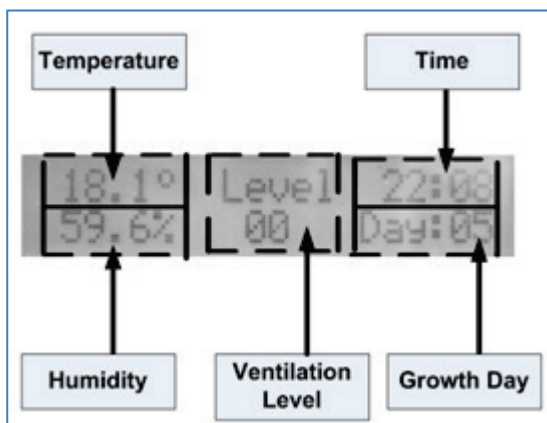 Temperature
Time
18.1° Level 22:08
59.6% 00 Day:05
Humidity
Ventilation
Level
Growth Day